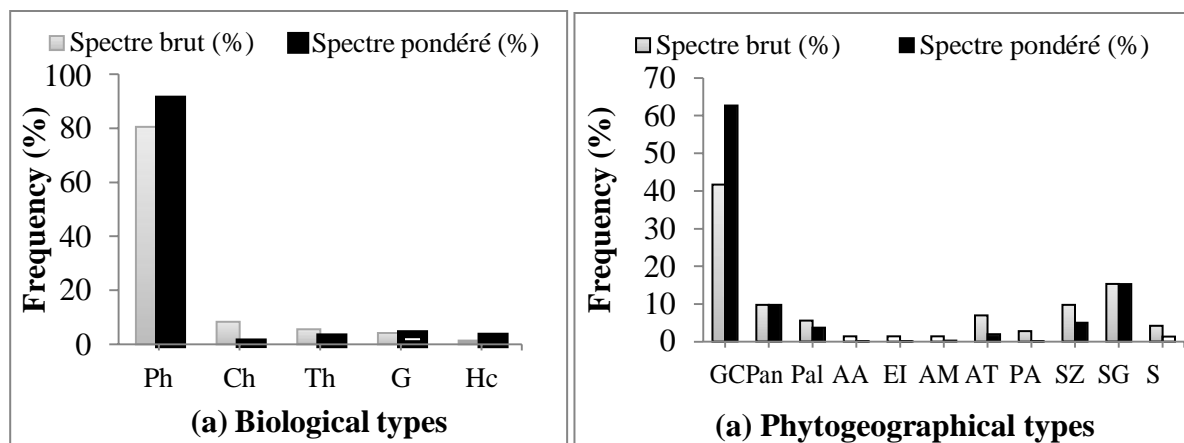 Spectre brut (%) Spectre pondéré (%)
100
80
60
40
20
0
Frequency (%)
Ph Ch Th G Hc
(a) Biological types
Spectre brut (%) Spectre pondéré (%)
70
60
50
40
30
20
10
0
Frequency (%)
GC Pan Pal AA EI AM AT PA SZ SG S
(a) Phytogeographical types